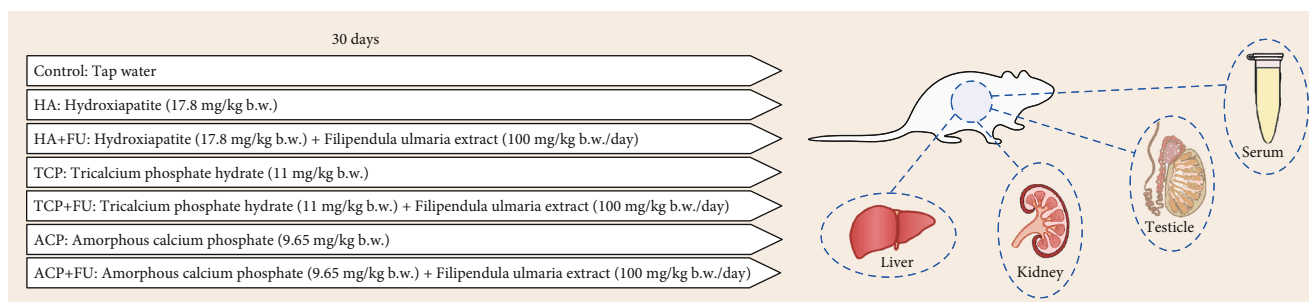 30 days
Control: Tap water
HA: Hydroxiapatite (17.8 mg/kg b.w.)
HA+FU: Hydroxiapatite (17.8 mg/kg b.w.) + Filipendula ulmaria extract (100 mg/kg b.w./day)
TCP: Tricalcium phosphate hydrate (11 mg/kg b.w.)
TCP+FU: Tricalcium phosphate hydrate (11 ng/kg b.w.) + Filipendula ulmaria extract (100 mg/kg b.w./day)
ACP: Amorphous calcium phosphate (9.65 mg/kg b.w.)
ACP+FU: Amorphous calcium phosphate (9.65 mg/kg b.w.) + Filipendula ulmaria extract (100 mg/kg b.w./day)
Liver
Kidney
Testicle
Serum